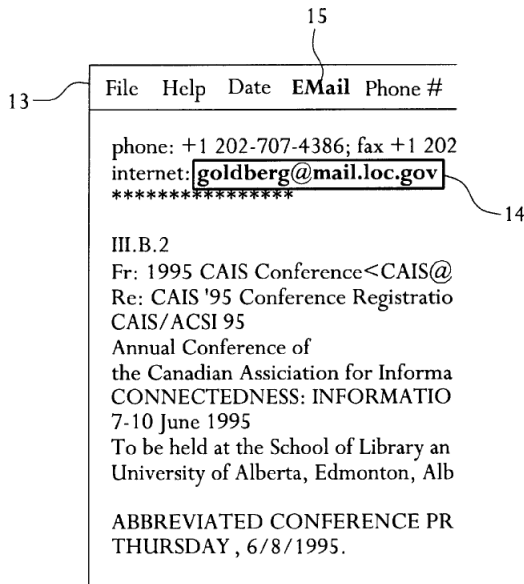 15
13
File Help Date EMail Phone #
phone: +1 202-707-4386; fax +1 202
internet: goldberg@mail.loc.gov
****************
14
III.B.2
Fr: 1995 CAIS Conference<CAIS@
Re: CAIS '95 Conference Registratio
CAIS/ACSI 95
Annual Conference of
the Canadian Assiciation for Informa
CONNECTEDNESS: INFORMATIO
7-10 June 1995
To be held at the School of Library an
University of Alberta, Edmonton, Alb
ABBREVIATED CONFERENCE PR
THURSDAY , 6/8/1995.